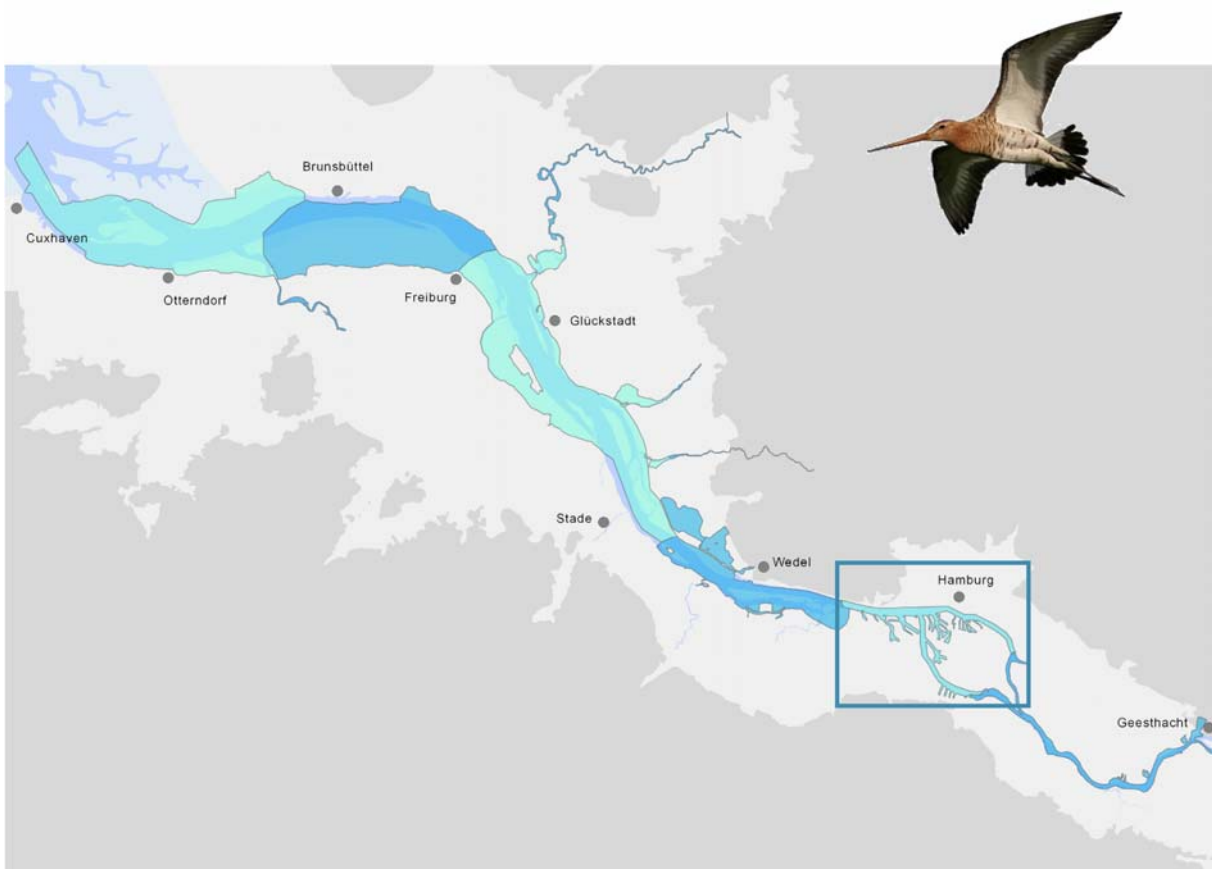 Brunsbüttel
Cuxhaven
Otterndorf
Freiburg
Glückstadt
Stade
Wedel
Hamburg
Geesthacht